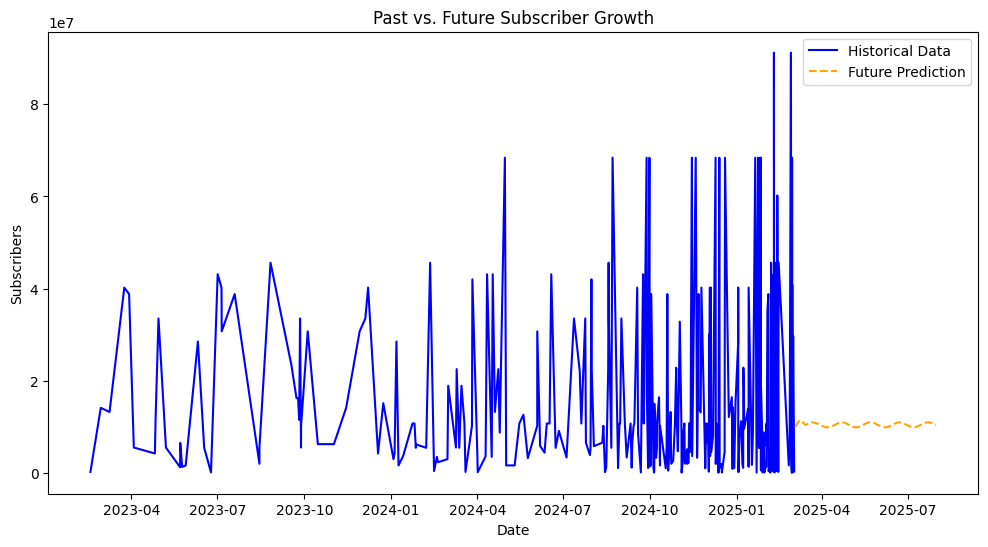 Past vs. Future Subscriber Growth
1e7
Historical Data
Future Prediction
8
6
4
2
0
Subscribers
2023-04 2023-07 2023-10 2024-01 2024-04 2024-07 2024-10 2025-01 2025-04 2025-07
Date